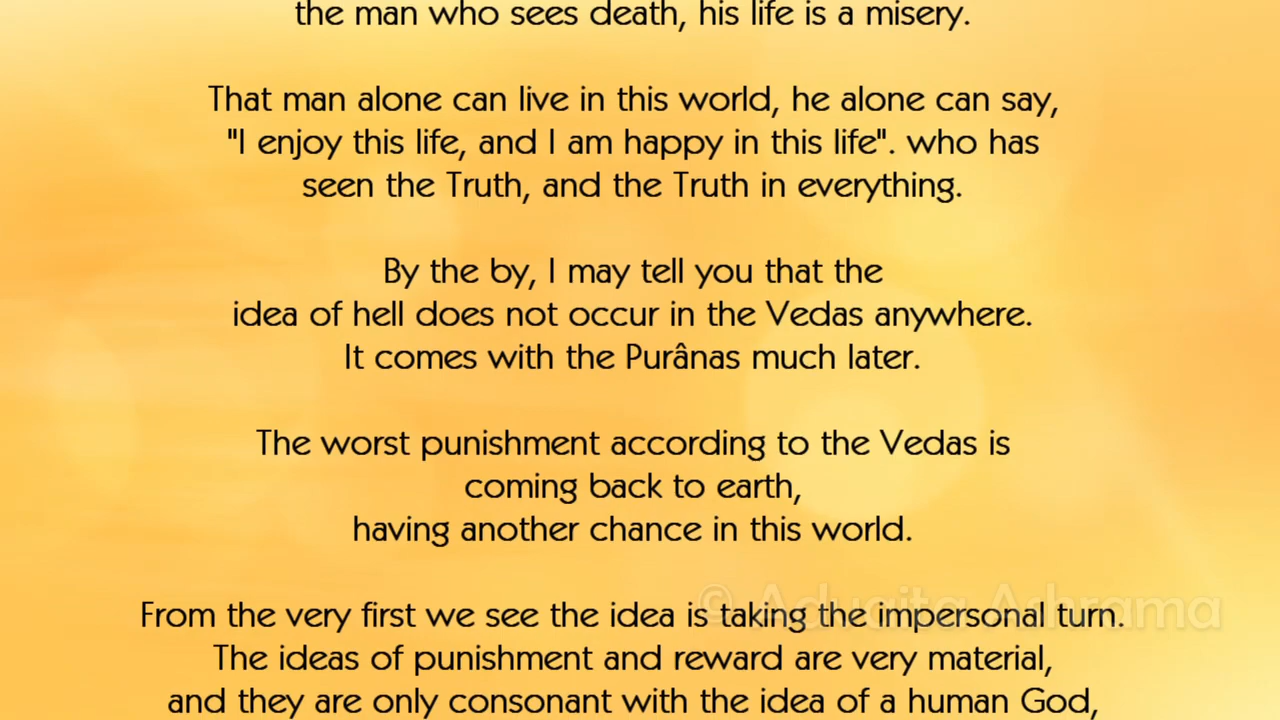 the man who sees death, his life is a misery.
That man alone can live in this world, he alone can say,
"I enjoy this life, and I am happy in this life". who has
seen the Truth, and the Truth in everything.
By the by, I may tell you that the
idea of hell does not occur in the Vedas anywhere.
It comes with the Purânas much later.
The worst punishment according to the Vedas is
coming back to earth,
having another chance in this world.
From the very first we see the idea is taking the impersonal turn.
© Advaita Ashrama
The ideas of punishment and reward are very material,
and they are only consonant with the idea of a human God,